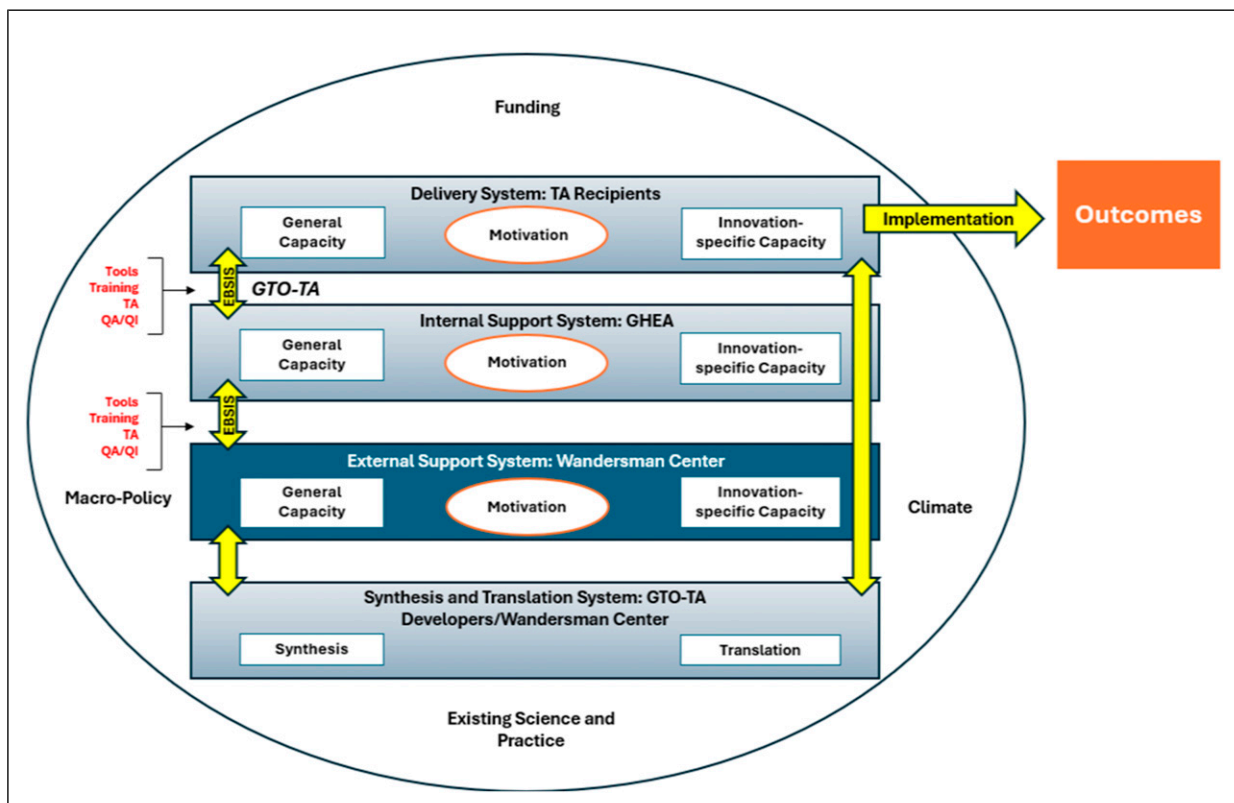 Funding
Delivery System: TA Recipients
General
Capacity
Motivation
Innovation-
specific Capacity
Implementation
Outcomes
Tools
Training
TA
QA/QI
EBSIS
GTO-TA
Internal Support System: GHEA
General
Capacity
Motivation
Innovation-
specific Capacity
Tools
Training
TA
QA/QI
EBSIS
External Support System: Wandersman Center
General
Capacity
Motivation
Innovation-
specific Capacity
Macro-Policy
Climate
Synthesis and Translation System: GTO-TA
Developers/Wandersman Center
Synthesis
Translation
Existing Science and
Practice